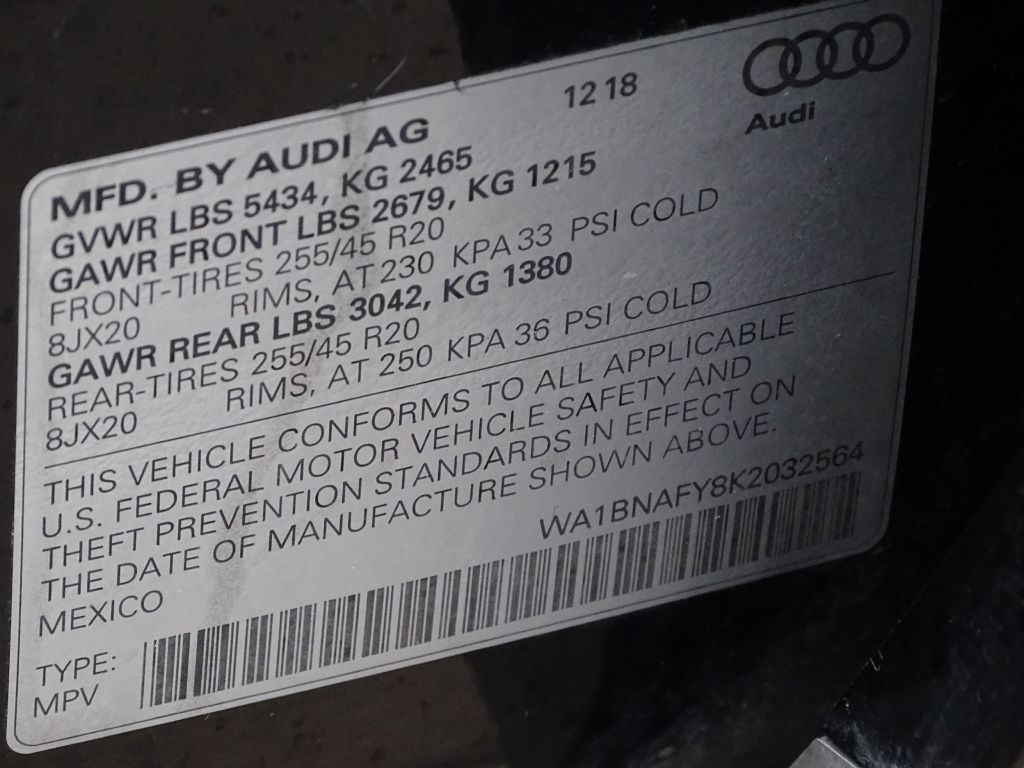 12 18
Audi
MFD. BY AUDI AG
GVWR LBS 5434, KG 2465
GAWR FRONT LBS 2679, KG 1215
FRONT-TIRES 255/45 R20
8JX20 RIMS, AT 230 KPA 33 PSI COLD
GAWR REAR LBS 3042, KG 1380
REAR-TIRES 255/45 R20
8JX20 RIMS, AT 250 KPA 36 PSI COLD
THIS VEHICLE CONFORMS TO ALL APPLICABLE
U.S. FEDERAL MOTOR VEHICLE SAFETY AND
THEFT PREVENTION STANDARDS IN EFFECT ON
THE DATE OF MANUFACTURE SHOWN ABOVE.
MEXICO WA1BNAFY8K2032564
TYPE:
MPV